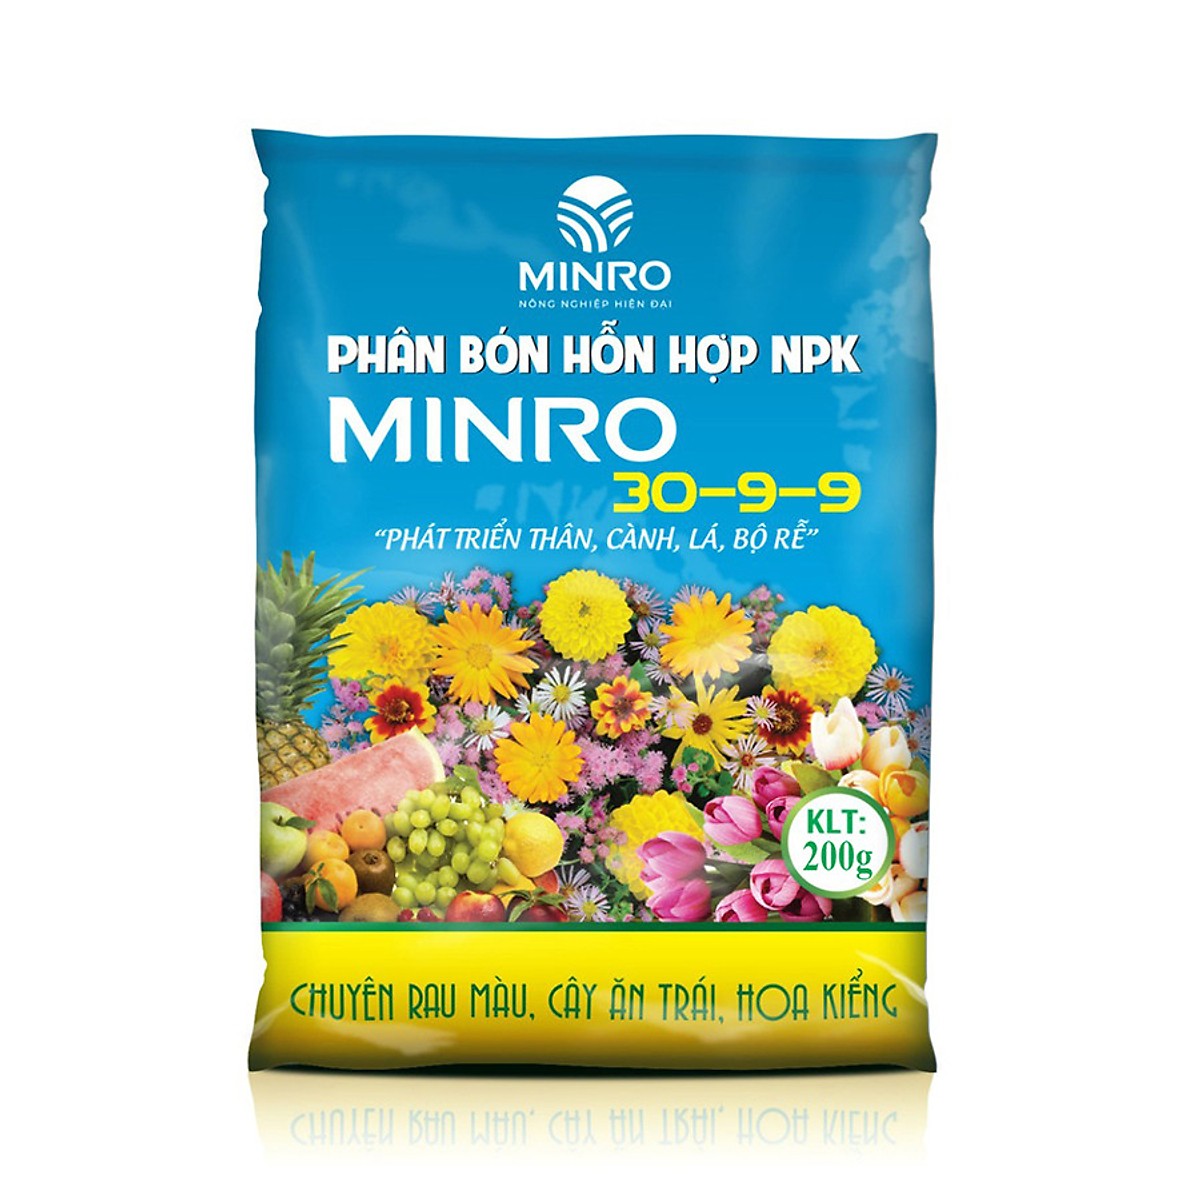 MINRO
NÔNG NGHIỆP HIỆN ĐẠI
PHÂN BÓN HỖN HỢP NPK
MINRO
30-9-9
“PHÁT TRIỂN THÂN, CÀNH, LÁ, BỘ RỄ”
KLT:
200g
CHUYÊN RAU MÀU, CÂY ĂN TRÁI, HOA KIỂNG